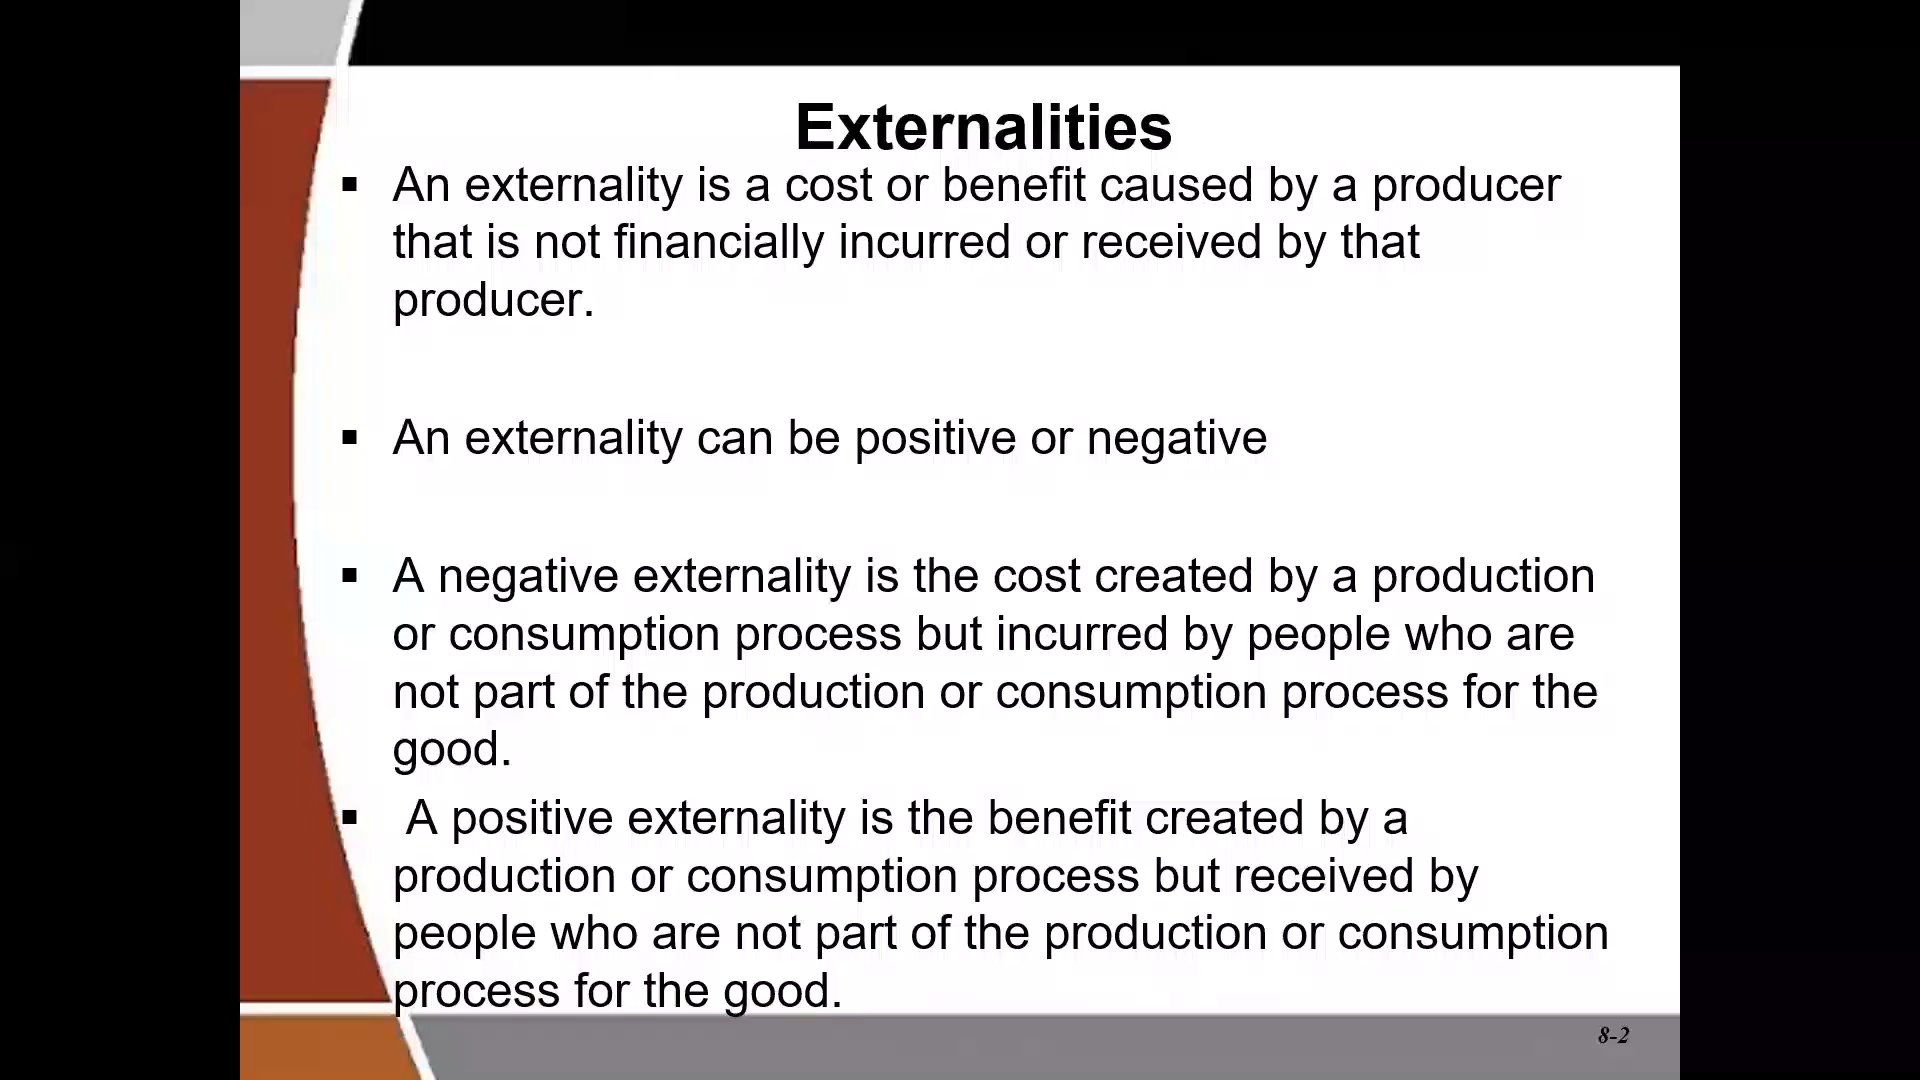 Externalities
▪ An externality is a cost or benefit caused by a producer
that is not financially incurred or received by that
producer.
▪ An externality can be positive or negative
▪ A negative externality is the cost created by a production
or consumption process but incurred by people who are
not part of the production or consumption process for the
good.
▪ A positive externality is the benefit created by a
production or consumption process but received by
people who are not part of the production or consumption
process for the good.
8-2